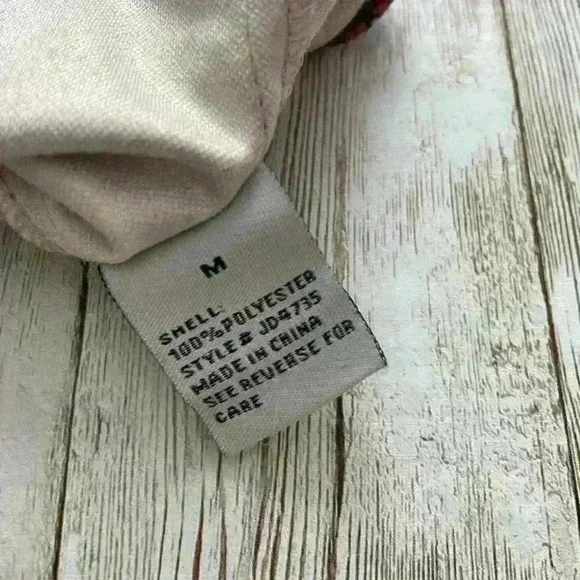 M
SHELL:
100% POLYESTER
STYLE# JD4735
MADE IN CHINA
SEE REVERSE FOR
CARE